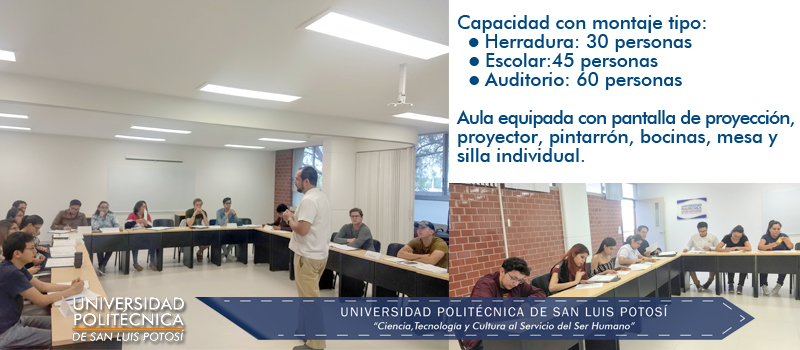 Capacidad con montaje tipo:
● Herradura: 30 personas
● Escolar:45 personas
● Auditorio: 60 personas
Aula equipada con pantalla de proyección,
proyector, pintarrón, bocinas, mesa y
silla individual.
UNIVERSIDAD
POLITÉCNICA
DE SAN LUIS POTOSÍ
UNIVERSIDAD POLITÉCNICA DE SAN LUIS POTOSÍ
"Ciencia,Tecnología y Cultura al Servicio del Ser Humano"